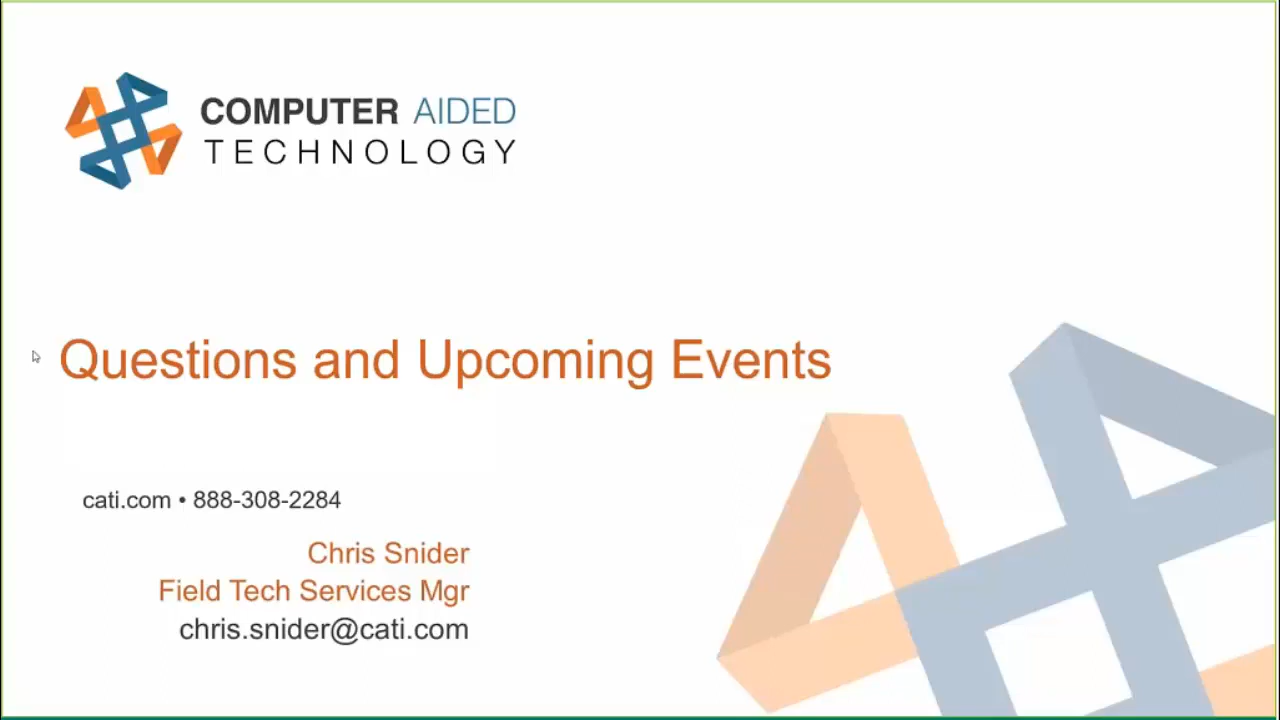 COMPUTER AIDED
TECHNOLOGY
Questions and Upcoming Events
cati.com • 888-308-2284
Chris Snider
Field Tech Services Mgr
chris.snider@cati.com